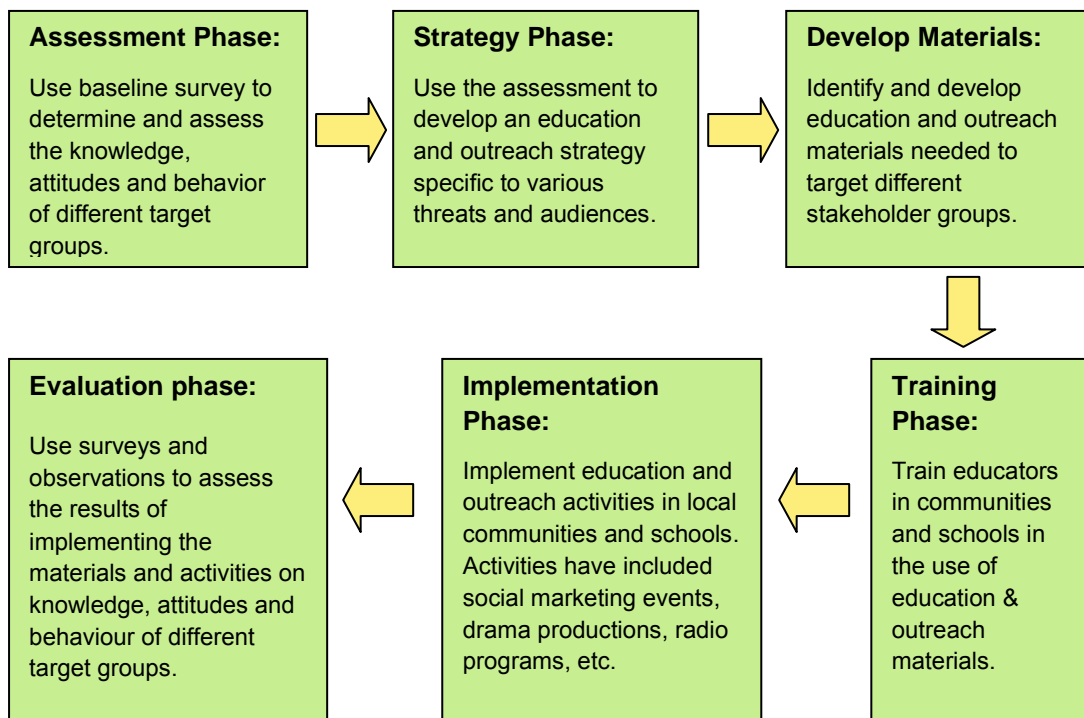 Assessment Phase:
Use baseline survey to
determine and assess
the knowledge,
attitudes and behavior
of different target
groups.
Strategy Phase:
Use the assessment to
develop an education
and outreach strategy
specific to various
threats and audiences.
Develop Materials:
Identify and develop
education and outreach
materials needed to
target different
stakeholder groups.
Training
Phase:
Train educators
in communities
and schools in
the use of
education &
outreach
materials.
Implementation
Phase:
Implement education and
outreach activities in local
communities and schools.
Activities have included
social marketing events,
drama productions, radio
programs, etc.
Evaluation phase:
Use surveys and
observations to assess
the results of
implementing the
materials and activities on
knowledge, attitudes and
behaviour of different
target groups.